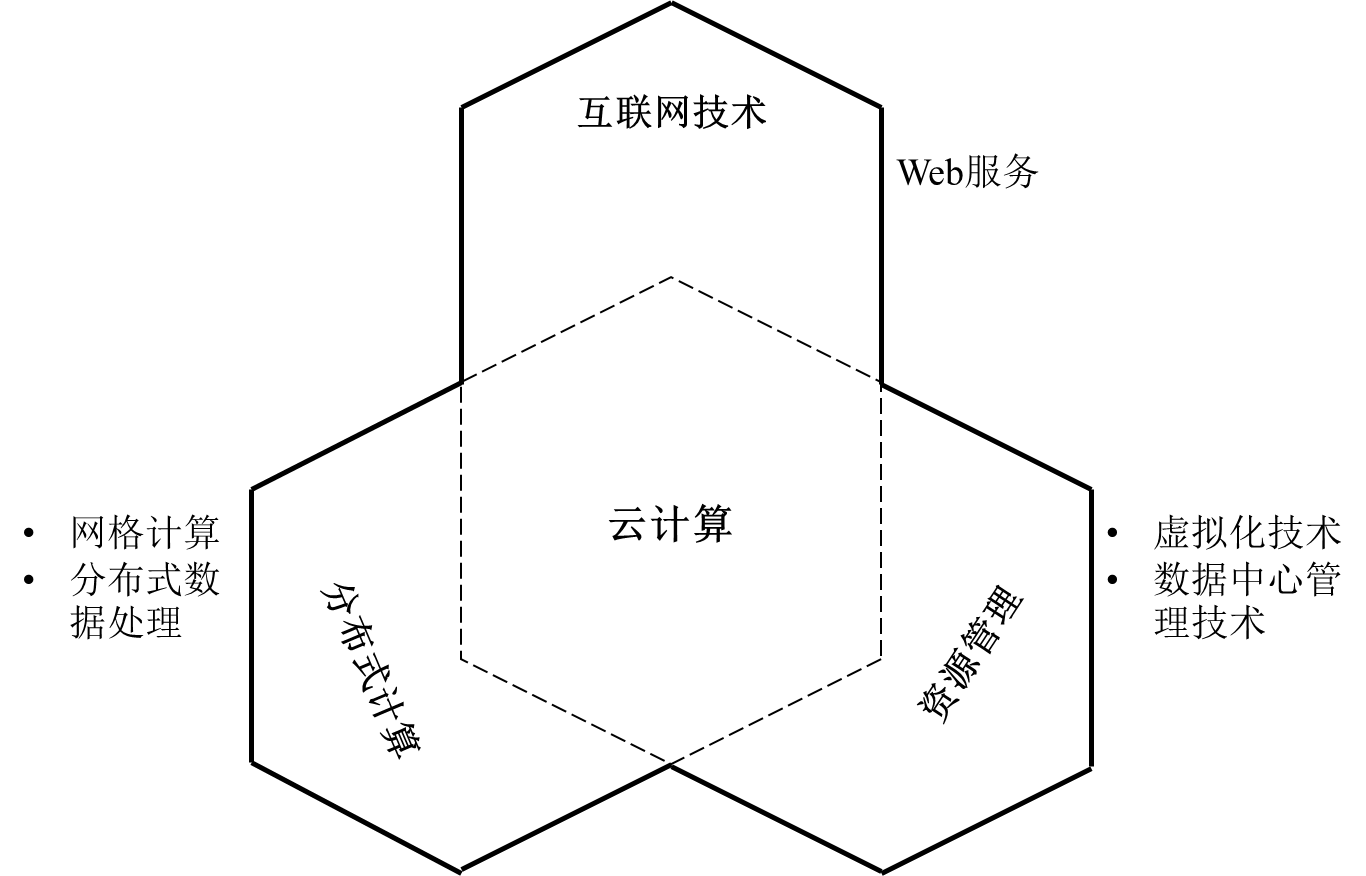 互联网技术
Web服务
云计算
• 网格计算
• 分布式数
据处理
分布式计算
资源管理
• 虚拟化技术
• 数据中心管
理技术